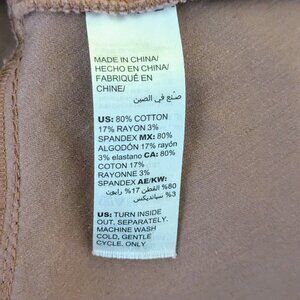 MADE IN CHINA/
HECHO EN CHINA/
FABRIQUÉ EN
CHINE/
صنع في الصين
US: 80% COTTON
17% RAYON 3%
SPANDEX MX: 80%
ALGODÓN 17% rayón
3% elastano CA: 80%
COTON 17%
RAYONNE 3%
SPANDEX AE/KW:
80% القطن 17% رايون
3% سباندیكس
US: TURN INSIDE
OUT, SEPARATELY.
MACHINE WASH
COLD, GENTLE
CYCLE. ONLY